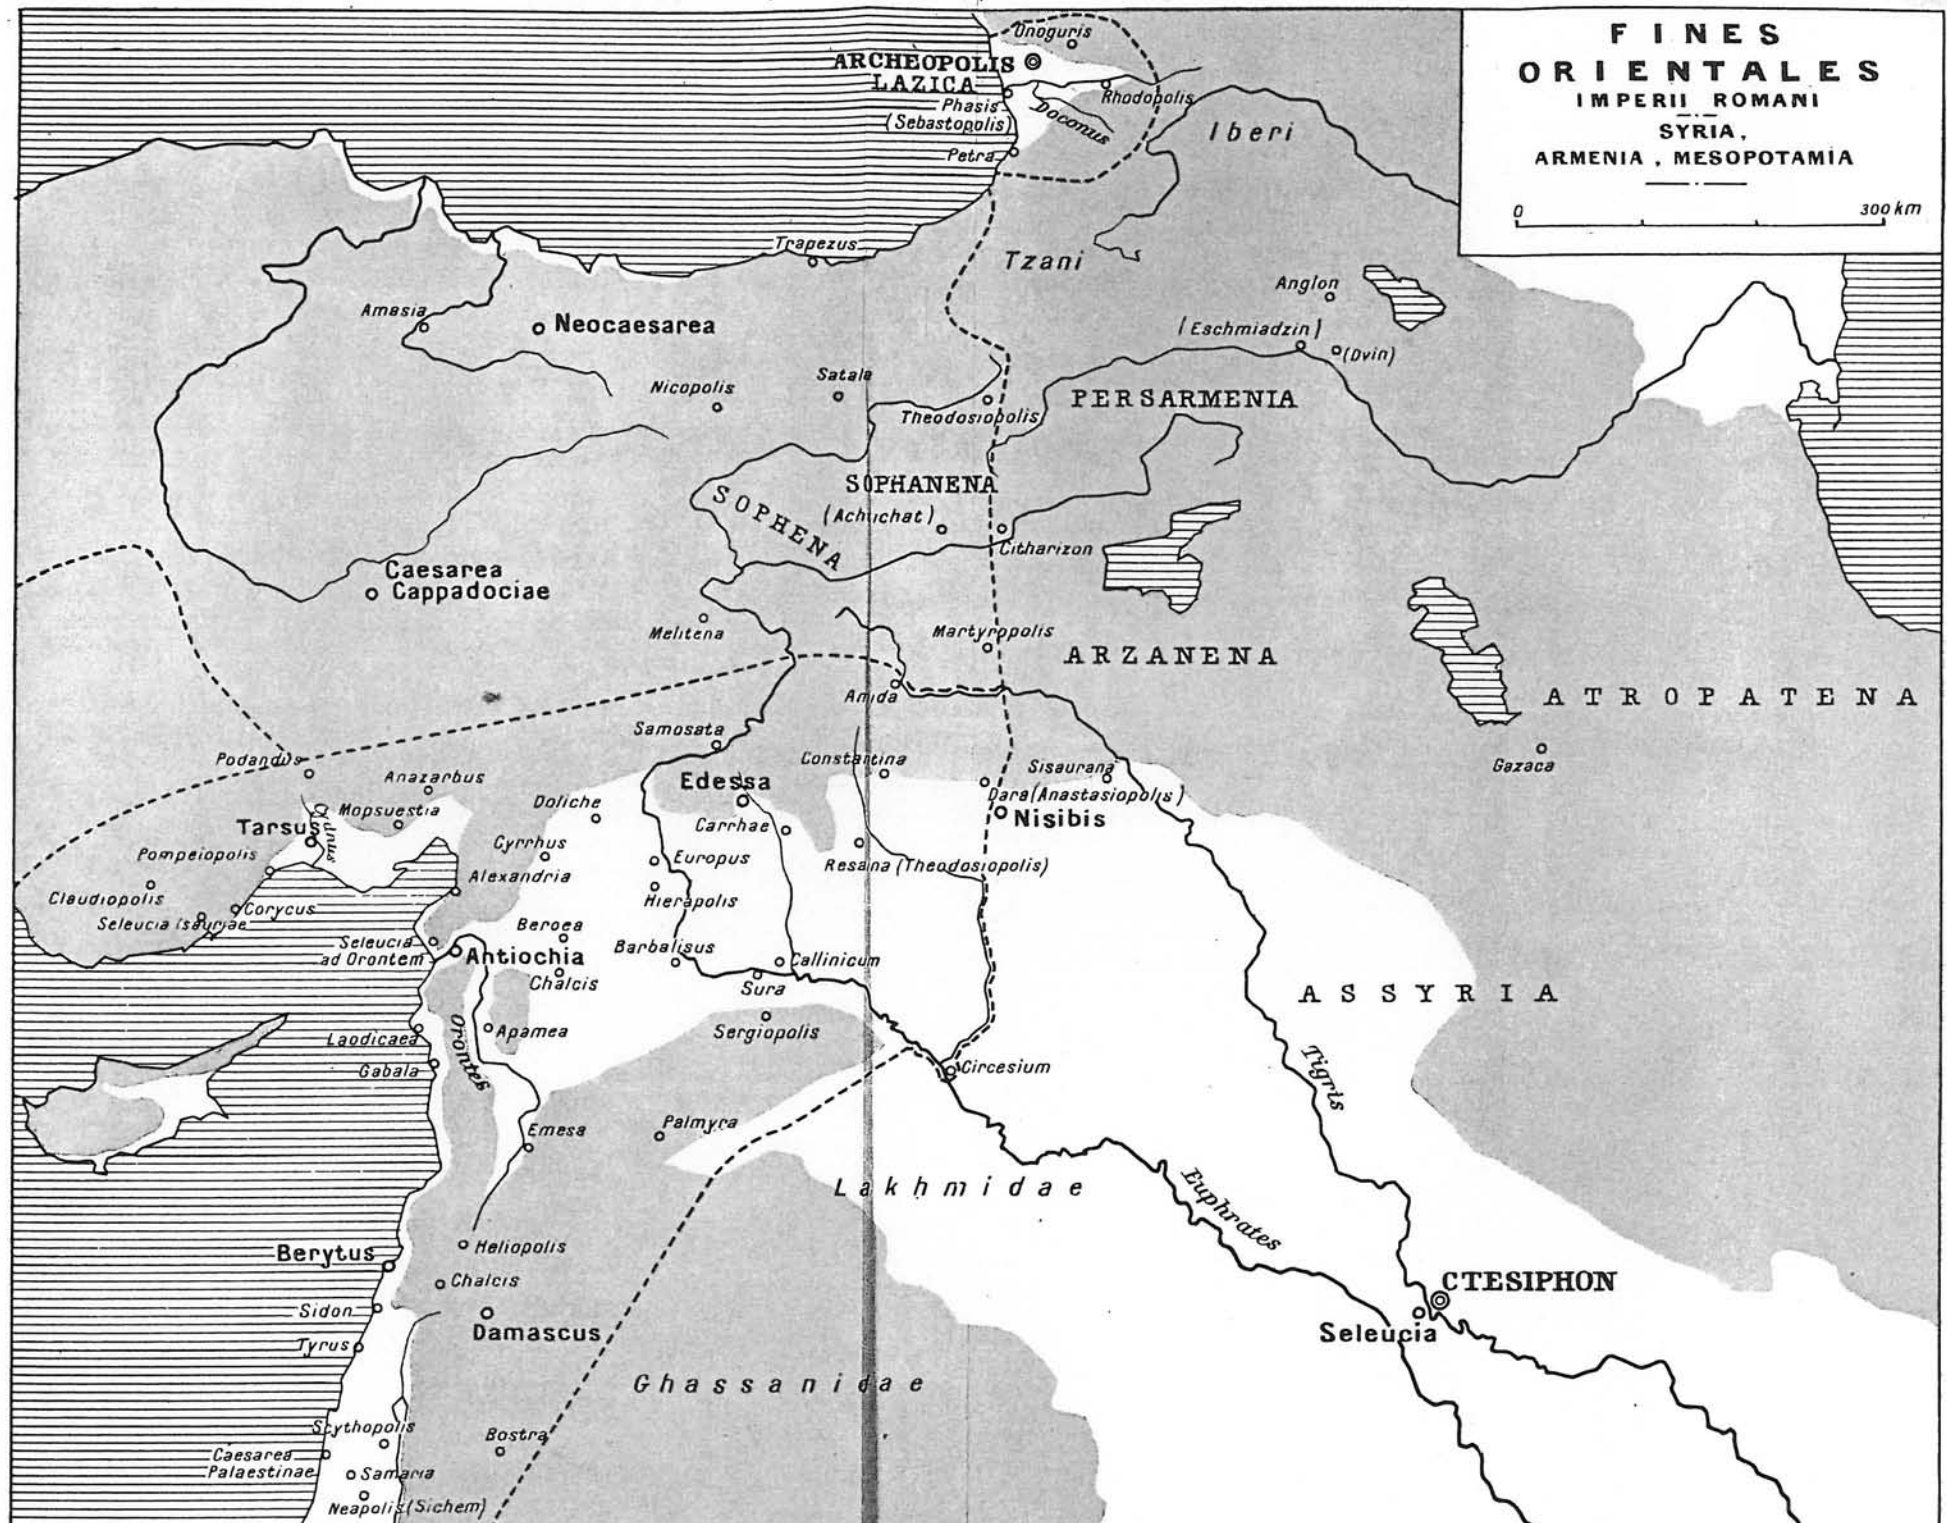 FINES
ORIENTALES
IMPERII ROMANI
SYRIA,
ARMENIA, MESOPOTAMIA
0 300 km
Onoguris
ARCHEOPOLIS
LAZICA
Phasis
(Sebastopolis)
Rhodopolis
Doconus
Petra
Iberi
Trapezus
Tzani
Anglon
Amasia
Neocaesarea
(Eschmiadzin)
(Dvin)
Nicopolis
Satala
Theodosiopolis
PERSARMENIA
SOPHANENA
SOPHENA
(Achuchat)
Citharizon
Caesarea
Cappadociae
Melitena
Martyropolis
ARZANENA
Amida
ATROPATENA
Gazaca
Samosata
Podandus
Anazarbus
Edessa
Constantina
Sisaurana
Dara (Anastasiopolis)
Nisibis
Doliche
Mopsuestia
Cydnus
Tarsus
Carrhae
Cyrrhus
Pompeiopolis
Europus
Resaina (Theodosiopolis)
Alexandria
Claudiopolis
Hierapolis
Corycus
Seleucia Isauriae
Beroea
Seleucia
ad Orontem
Antiochia
Barbalisus
Callinicum
Chalcis
Sura
ASSYRIA
Orontes
Apamea
Sergiopolis
Laodicaea
Gabala
Circesium
Tigris
Emesa
Palmyra
Lakhmidae
Euphrates
Berytus
Heliopolis
Chalcis
CTESIPHON
Sidon
Damascus
Seleucia
Tyrus
Ghassanidae
Scythopolis
Bostra
Caesarea
Palaestinae
Samaria
Neapolis (Sichem)